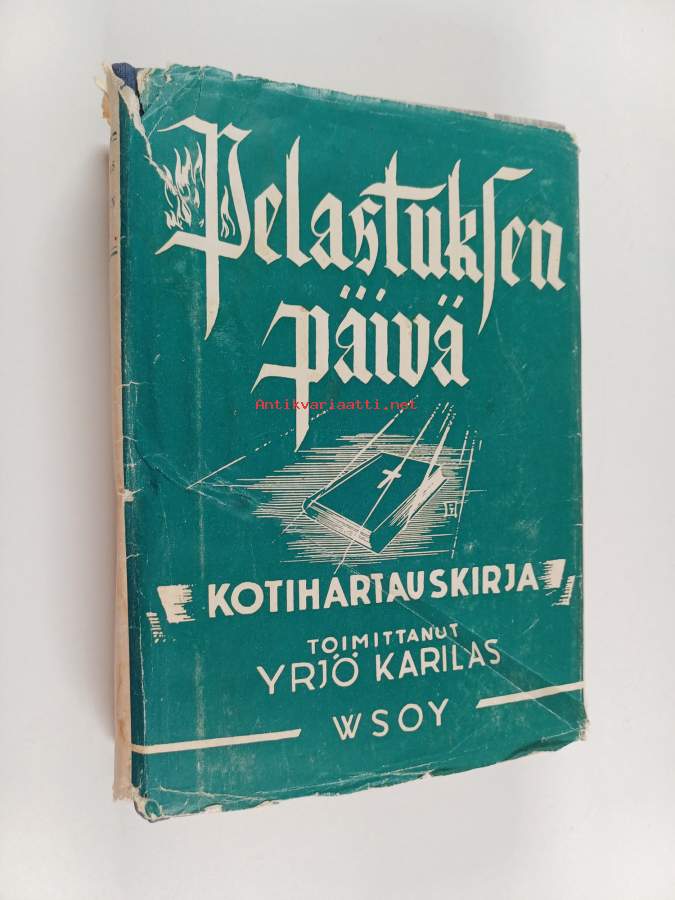 Pelastuksen
päivä
Antikvariaatti.net
KOTIHARTAUSKIRJA
TOIMITTANUT
YRJÖ KARILAS
WSOY